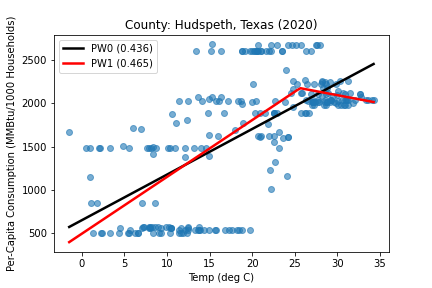 County: Hudspeth, Texas (2020)
PW0 (0.436)
PW1 (0.465)
Per-Capita Consumption (MMBtu/1000 Households)
2500
2000
1500
1000
500
0 5 10 15 20 25 30 35
Temp (deg C)